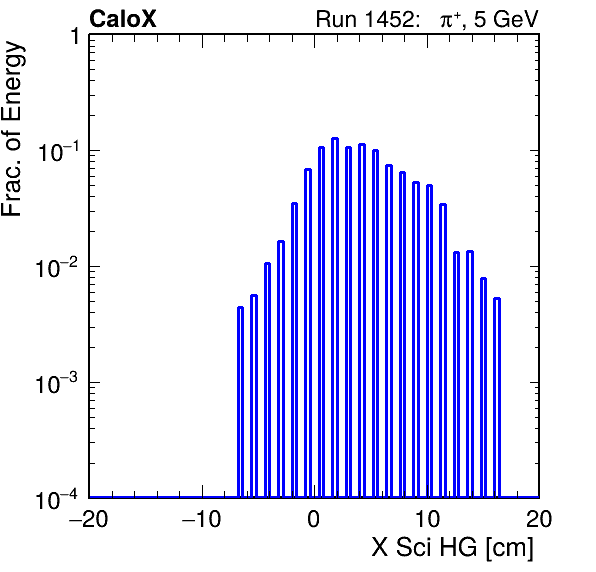 CaloX Run 1452: π⁺, 5 GeV
Frac. of Energy
1
10⁻¹
10⁻²
10⁻³
10⁻⁴
−20 −10 0 10 20
X Sci HG [cm]